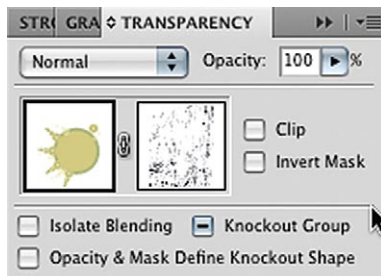 STR GRA TRANSPARENCY
Normal Opacity: 100 %
Clip
Invert Mask
Isolate Blending Knockout Group
Opacity & Mask Define Knockout Shape